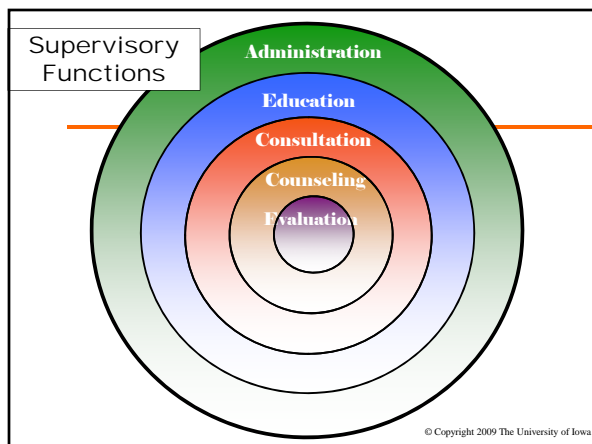 Supervisory
Functions
Administration
Education
Consultation
Counseling
Evaluation
© Copyright 2009 The University of Iowa